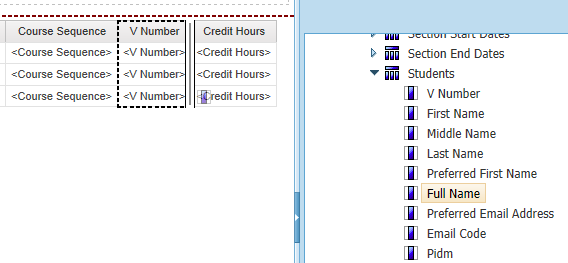 Course Sequence V Number Credit Hours
<Course Sequence> <V Number> <Credit Hours>
<Course Sequence> <V Number> <Credit Hours>
<Course Sequence> <V Number> <Credit Hours>
Section Start Dates
Section End Dates
Students
V Number
First Name
Middle Name
Last Name
Preferred First Name
Full Name
Preferred Email Address
Email Code
Pidm